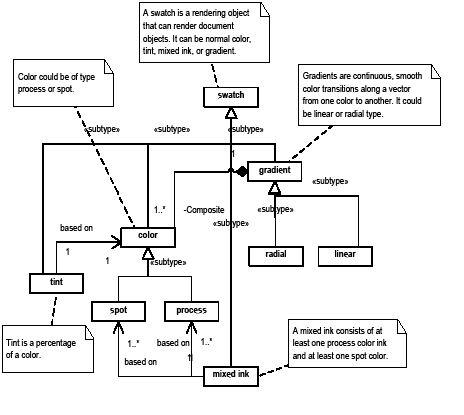 A swatch is a rendering object
that can render document
objects. It can be normal color,
tint, mixed ink, or gradient.
Color could be of type
process or spot.
Gradients are continuous, smooth
color transitions along a vector
from one color to another. It could
be linear or radial type.
swatch
«subtype»
«subtype»
«subtype»
1
gradient
«subtype»
1..*
-Composite
«subtype»
«subtype»
based on
color
1
1
«subtype»
radial
linear
tint
spot
process
Tint is a percentage
of a color.
1..*
based on
1..*
based on
1
mixed ink
A mixed ink consists of at
least one process color ink
and at least one spot color.